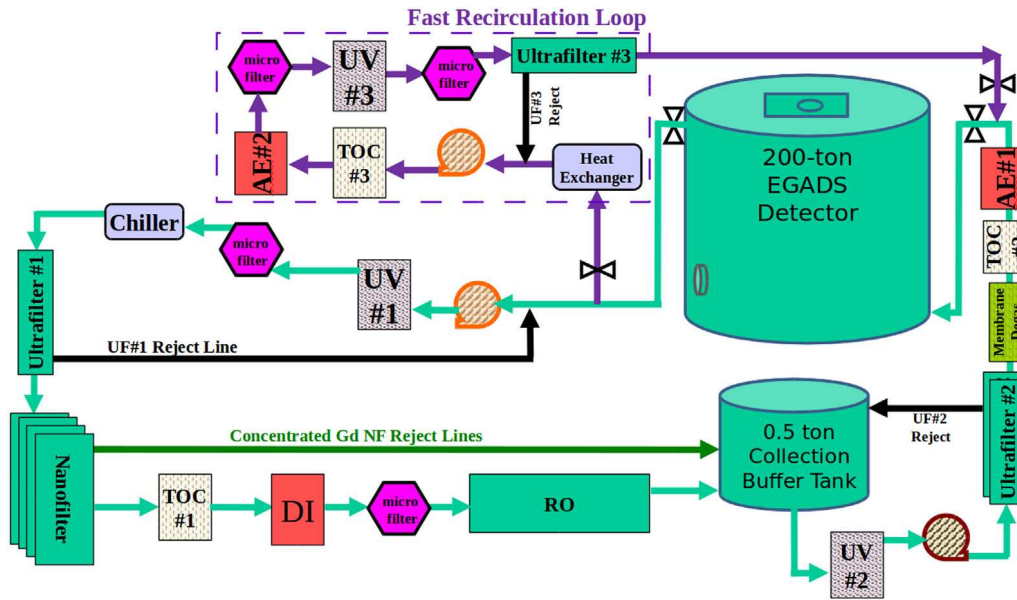 Fast Recirculation Loop
micro
filter
UV
#3
micro
filter
Ultrafilter #3
UF#3
Reject
AE#2
TOC
#3
Heat
Exchanger
200-ton
EGADS
Detector
AE#1
TOC
Membrane
Ultrafilter #2
Chiller
micro
filter
UV
#1
Ultrafilter #1
UF#1 Reject Line
UF#2
Reject
Concentrated Gd NF Reject Lines
0.5 ton
Collection
Buffer Tank
Nanofilter
TOC
#1
DI
micro
filter
RO
UV
#2